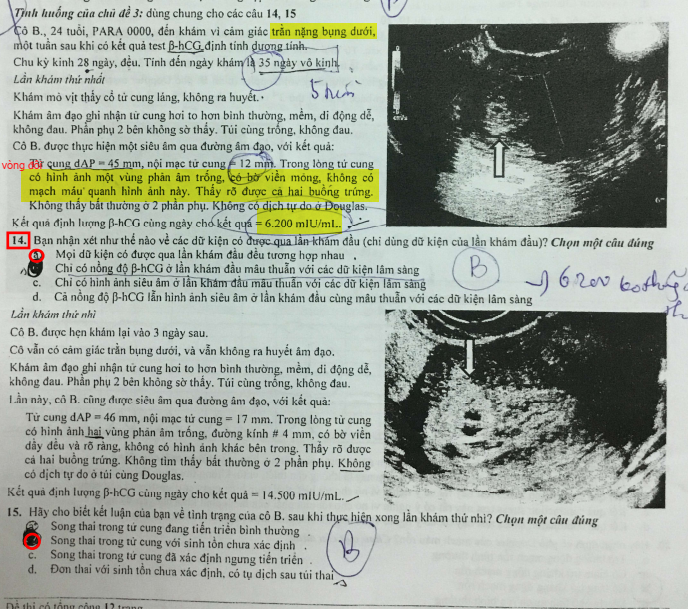 Tình huống của chủ đề 3: dùng chung cho các câu 14, 15
Cô B., 24 tuổi, PARA 0000, đến khám vì cảm giác trằn nặng bụng dưới,
một tuần sau khi có kết quả test β-hCG định tính dương tính.
Chu kỳ kinh 28 ngày, đều. Tính đến ngày khám là 35 ngày vô kinh.
Lần khám thứ nhất
Khám mỏ vịt thấy cổ tử cung láng, không ra huyết.
Khám âm đạo ghi nhận tử cung hơi to hơn bình thường, mềm, di động dễ,
không đau. Phần phụ 2 bên không sờ thấy. Túi cùng trống, không đau.
Cô B. được thực hiện một siêu âm qua đường âm đạo, với kết quả:
vòng đôi
Tử cung dAP = 45 mm, nội mạc tử cung = 12 mm. Trong lòng tử cung
có hình ảnh một vùng phản âm trống, có bờ viền mỏng, không có
mạch máu quanh hình ảnh này. Thấy rõ được cả hai buồng trứng.
Không thấy bất thường ở 2 phần phụ. Không có dịch tự do ở Douglas.
Kết quả định lượng β-hCG cùng ngày cho kết quả = 6.200 mIU/mL.
14. Bạn nhận xét như thế nào về các dữ kiện có được qua lần khám đầu (chỉ dùng dữ kiện của lần khám đầu)? Chọn một câu đúng
a. Mọi dữ kiện có được qua lần khám đầu đều tương hợp nhau
Chỉ có nồng độ β-hCG ở lần khám đầu mâu thuẫn với các dữ kiện lâm sàng
c. Chỉ có hình ảnh siêu âm ở lần khám đầu mâu thuẫn với các dữ kiện lâm sàng
d. Cả nồng độ β-hCG lẫn hình ảnh siêu âm ở lần khám đầu cùng mâu thuẫn với các dữ kiện lâm sàng
B
6200
Lần khám thứ nhì
Cô B. được hẹn khám lại vào 3 ngày sau.
Cô vẫn có cảm giác trằn bụng dưới, và vẫn không ra huyết âm đạo.
Khám âm đạo ghi nhận tử cung hơi to hơn bình thường, mềm, di động dễ,
không đau. Phần phụ 2 bên không sờ thấy. Túi cùng trống, không đau.
Lần này, cô B. cũng được siêu âm qua đường âm đạo, với kết quả:
Tử cung dAP = 46 mm, nội mạc tử cung = 17 mm. Trong lòng tử cung
có hình ảnh hai vùng phản âm trống, đường kính # 4 mm, có bờ viền
dầy đều và rõ ràng, không có hình ảnh khác bên trong. Thấy rõ được
cả hai buồng trứng. Không tìm thấy bất thường ở 2 phần phụ. Không
có dịch tự do ở túi cùng Douglas.
Kết quả định lượng β-hCG cùng ngày cho kết quả = 14.500 mIU/mL.
15. Hãy cho biết kết luận của bạn về tình trạng của cô B. sau khi thực hiện xong lần khám thứ nhì? Chọn một câu đúng
Song thai trong tử cung đang tiến triển bình thường
Song thai trong tử cung với sinh tồn chưa xác định
c. Song thai trong tử cung đã xác định ngưng tiến triển
d. Đơn thai với sinh tồn chưa xác định, có tụ dịch sau túi thai
B
Đề thi có tổng cộng 12 trang